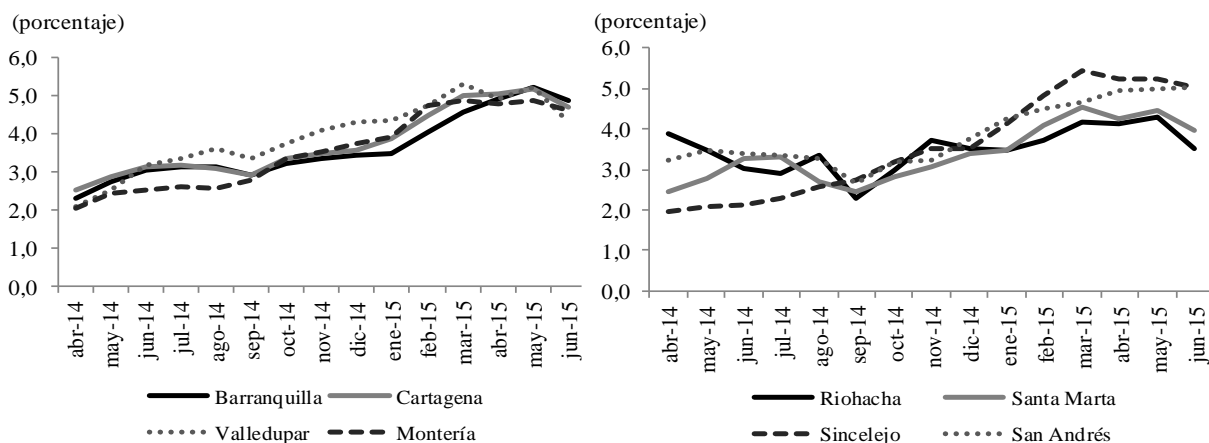 (porcentaje)
6,0
5,0
4,0
3,0
2,0
1,0
0,0
abr-14
may-14
jun-14
jul-14
ago-14
sep-14
oct-14
nov-14
dic-14
ene-15
feb-15
mar-15
abr-15
may-15
jun-15
Barranquilla Cartagena
Valledupar Montería
(porcentaje)
6,0
5,0
4,0
3,0
2,0
1,0
0,0
abr-14
may-14
jun-14
jul-14
ago-14
sep-14
oct-14
nov-14
dic-14
ene-15
feb-15
mar-15
abr-15
may-15
jun-15
Riohacha Santa Marta
Sincelejo San Andrés